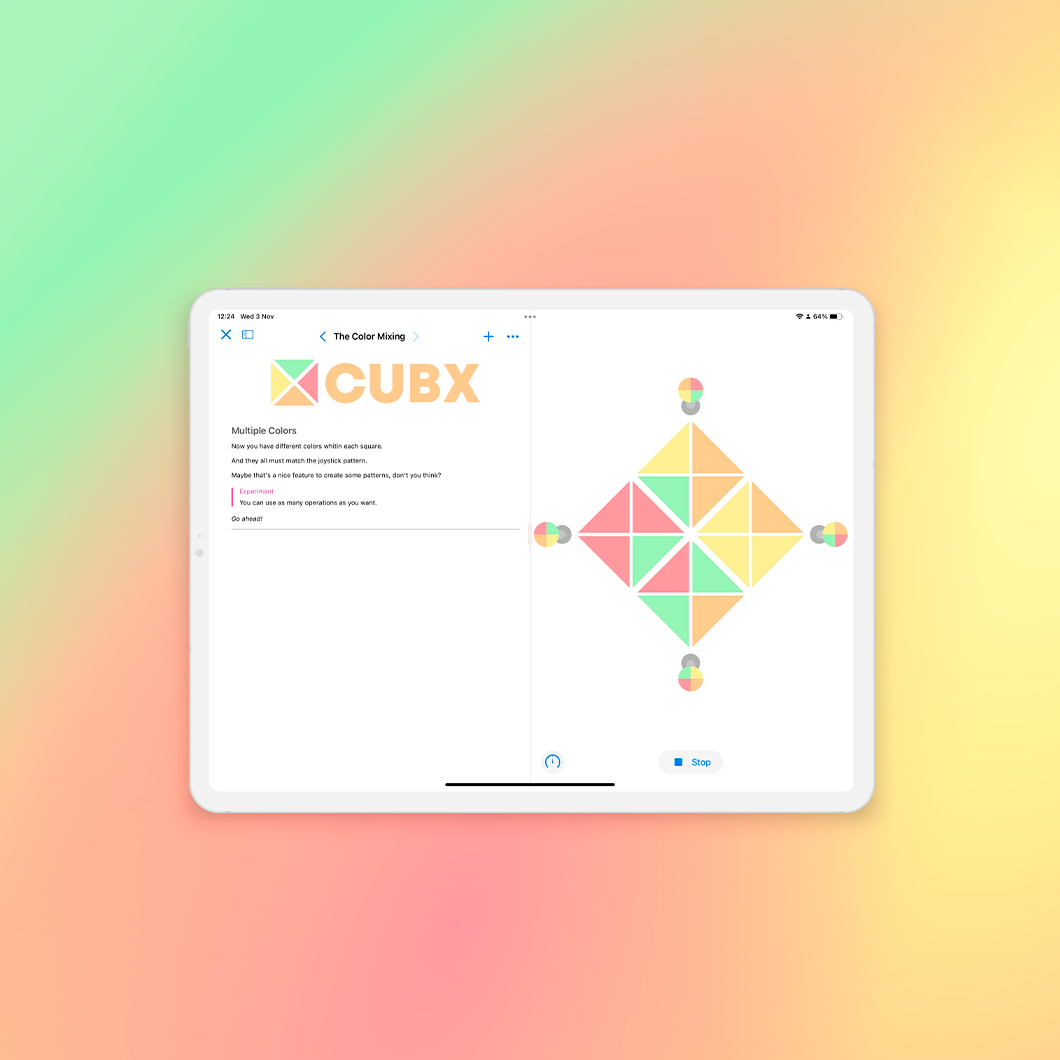 12:24 Wed 3 Nov
64%
The Color Mixing
CUBX
Multiple Colors
Now you have different colors whitin each square.
And they all must match the joystick pattern.
Maybe that's a nice feature to create some patterns, don't you think?
Experiment
You can use as many operations as you want.
Go ahead!
Stop